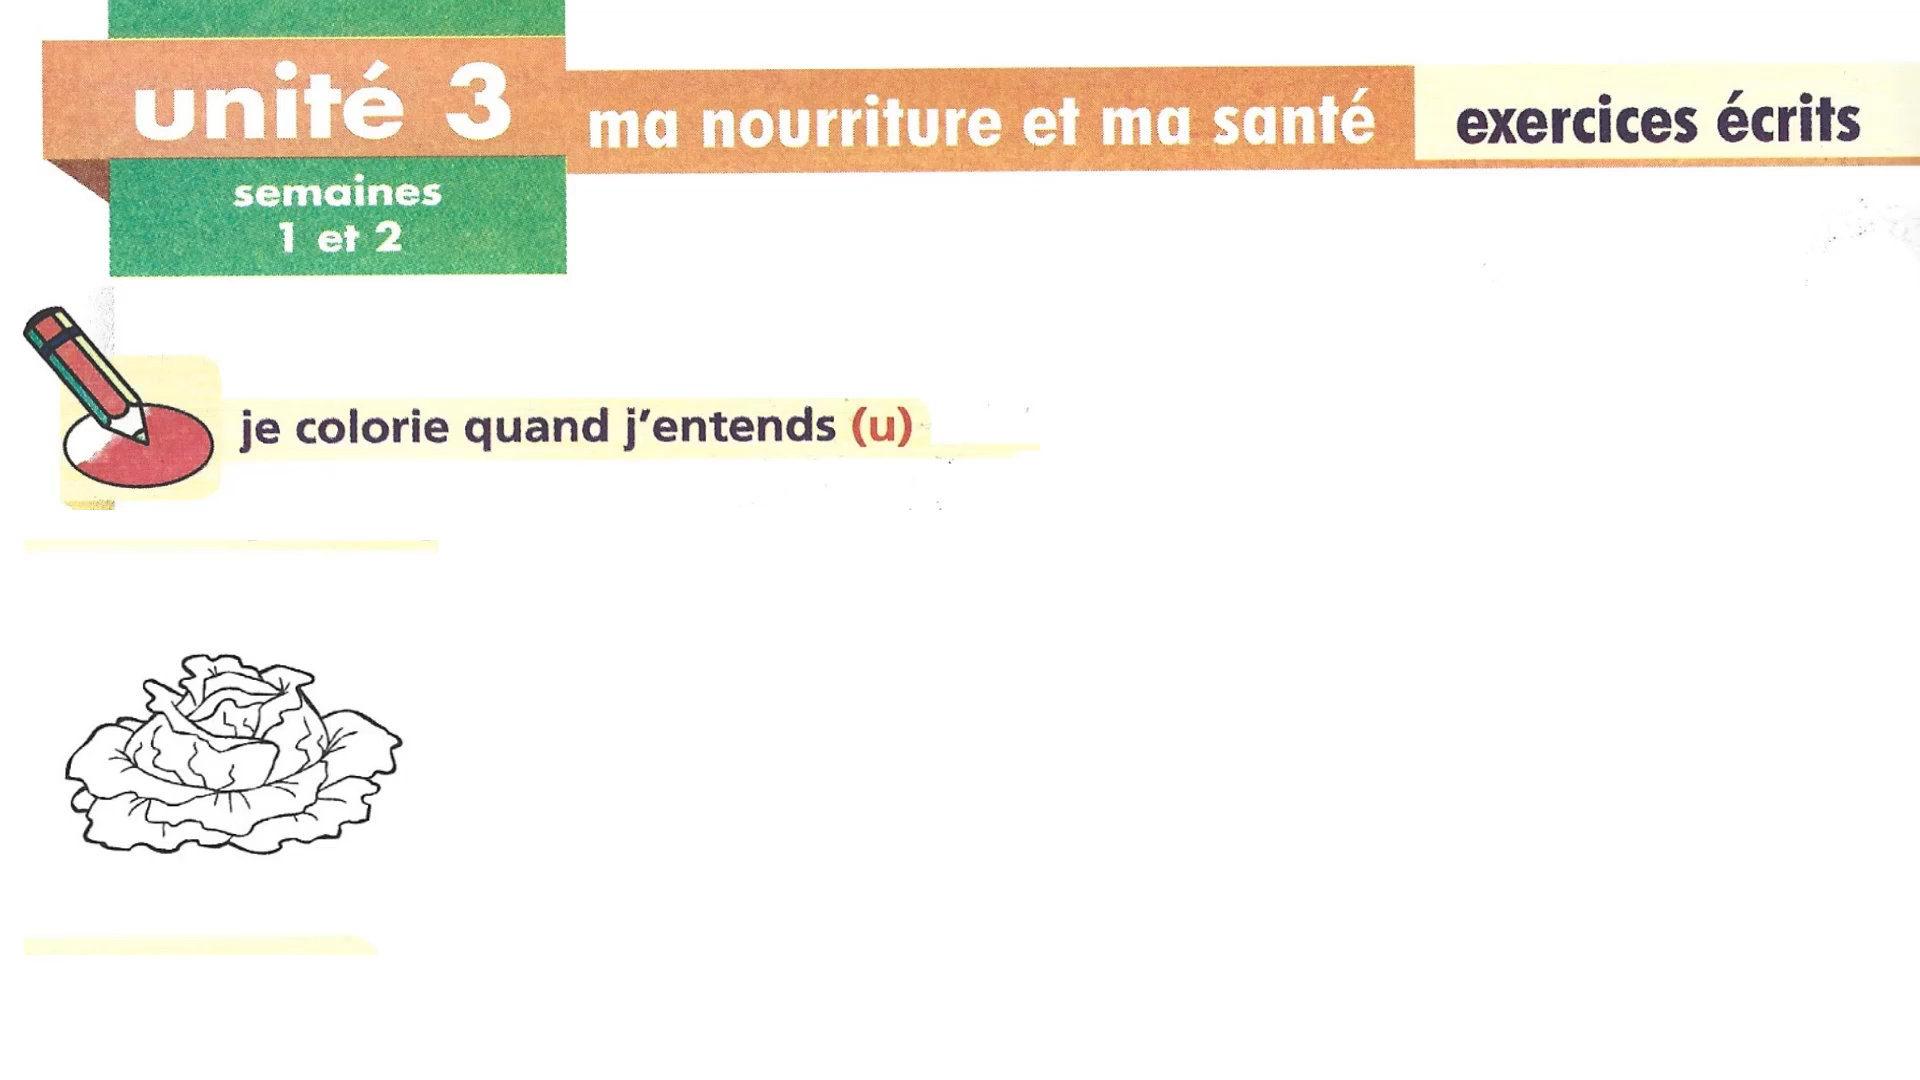 unité 3
ma nourriture et ma santé
exercices écrits
semaines
1 et 2
je colorie quand j'entends (u)